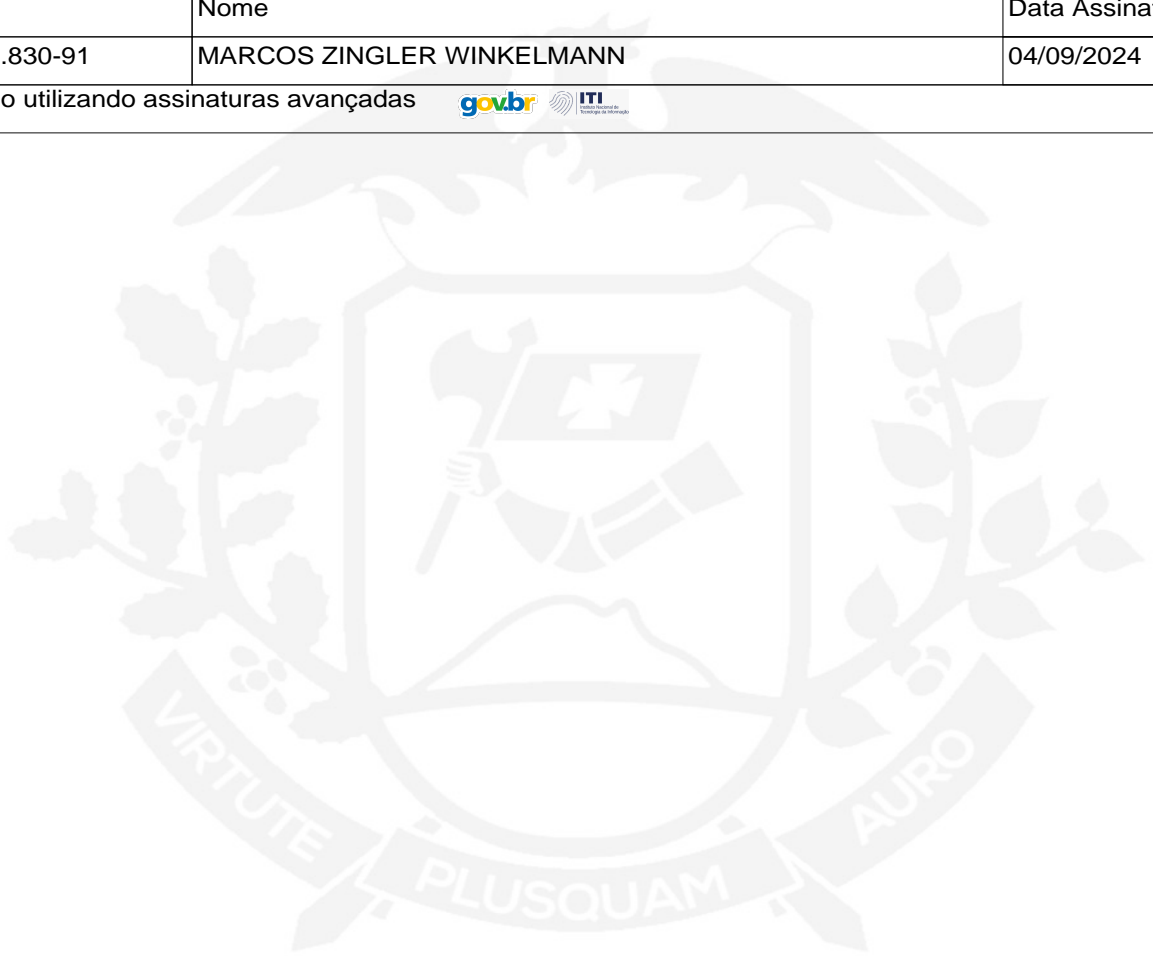 Nome Data Assina
.830-91 MARCOS ZINGLER WINKELMANN 04/09/2024
o utilizando assinaturas avançadas gov.br ITI
VIRTUTE PLUSQUAM AURO